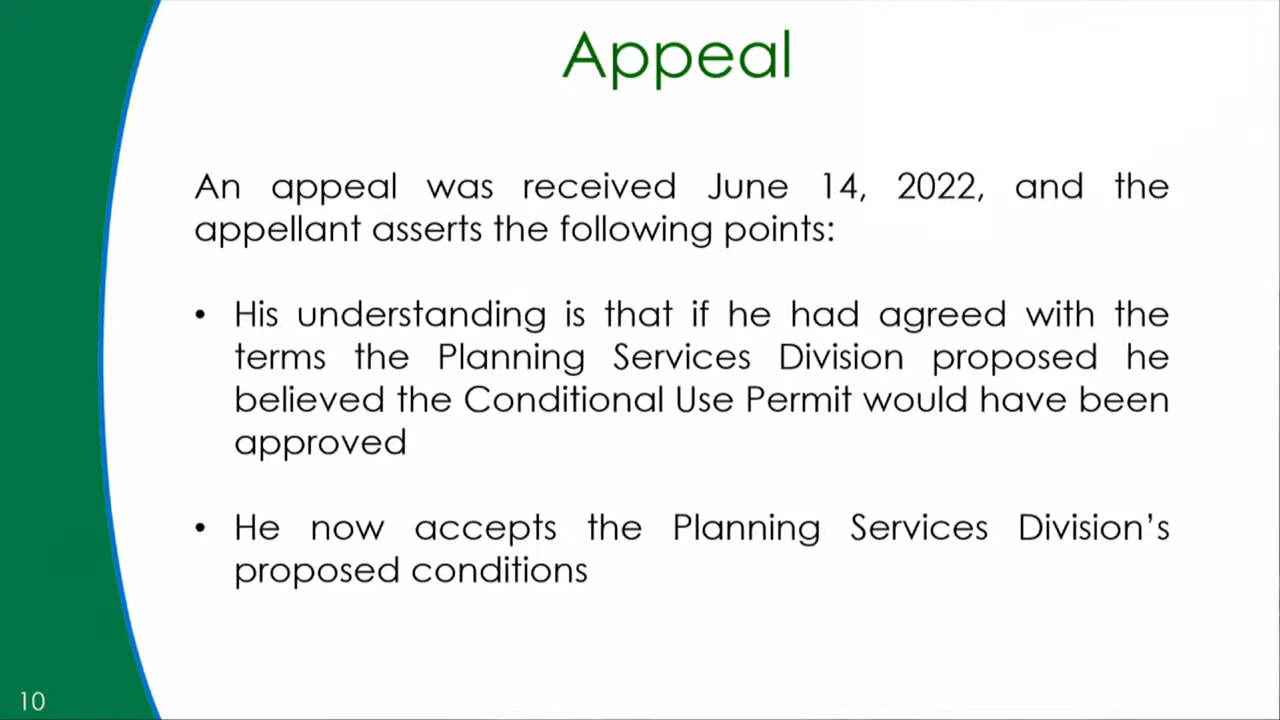 Appeal
An appeal was received June 14, 2022, and the
appellant asserts the following points:
• His understanding is that if he had agreed with the
terms the Planning Services Division proposed he
believed the Conditional Use Permit would have been
approved
• He now accepts the Planning Services Division’s
proposed conditions
10